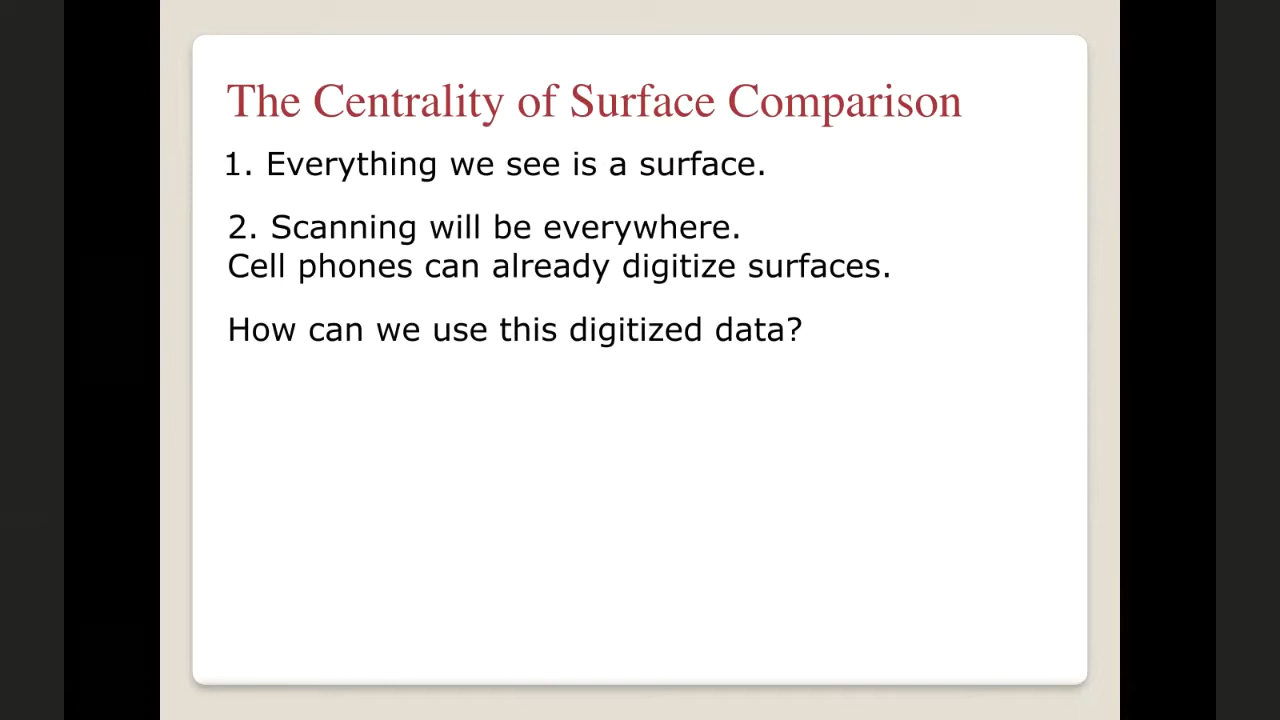 The Centrality of Surface Comparison
1. Everything we see is a surface.
2. Scanning will be everywhere.
Cell phones can already digitize surfaces.
How can we use this digitized data?